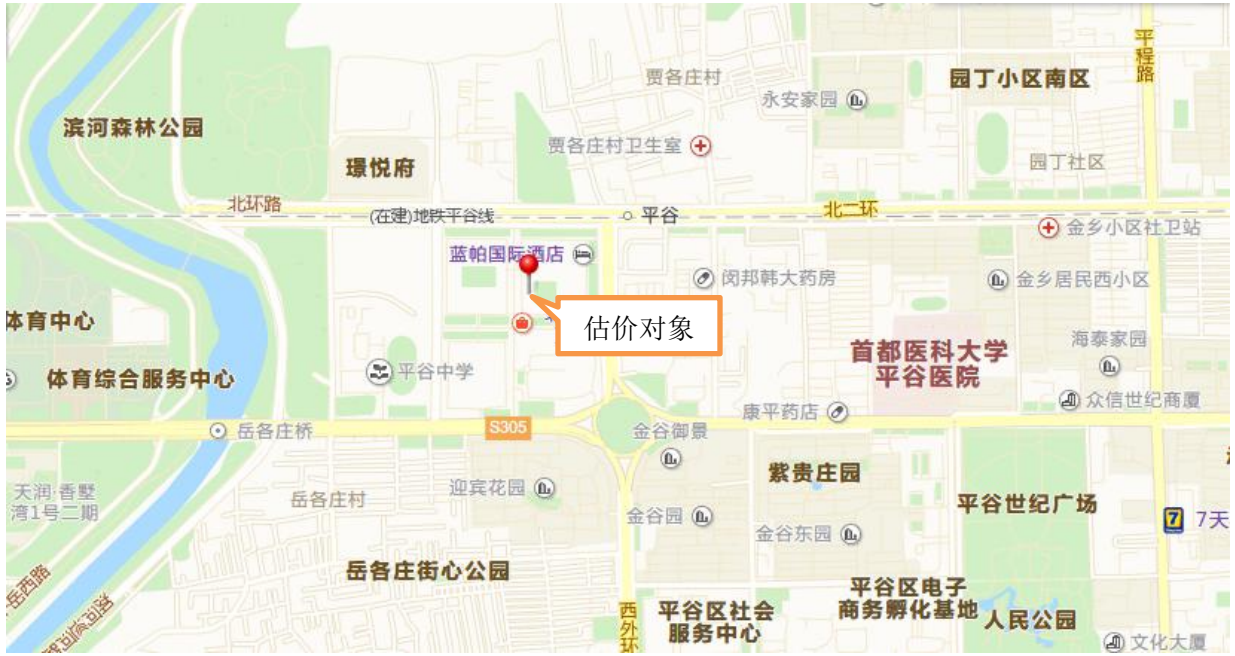 平程路
贾各庄村
园丁小区南区
永安家园
滨河森林公园
贾各庄村卫生室
园丁社区
璟悦府
北环路
(在建)地铁平谷线
平谷
北二环
金乡小区社卫站
蓝帕国际酒店
闵邦韩大药房
金乡居民西小区
体育中心
估价对象
海泰家园
首都医科大学
平谷医院
平谷中学
体育综合服务中心
众信世纪商厦
康平药店
S305
岳各庄桥
金谷御景
紫贵庄园
天润·香墅
湾1号二期
岳各庄村
迎宾花园
平谷世纪广场
金谷园
7
7天
金谷东园
岳各庄街心公园
平谷区电子
商务孵化基地
西外环
平谷区社会
服务中心
人民公园
文化大厦